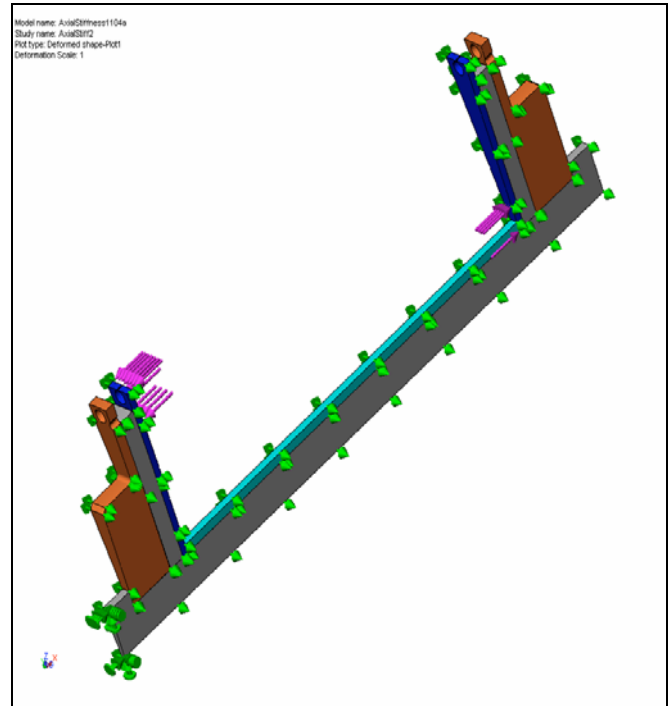 Model name: AxialStiffness1104a
Study name: AxialStiff2
Plot type: Deformed shape-Plot1
Deformation Scale: 1
Z
X